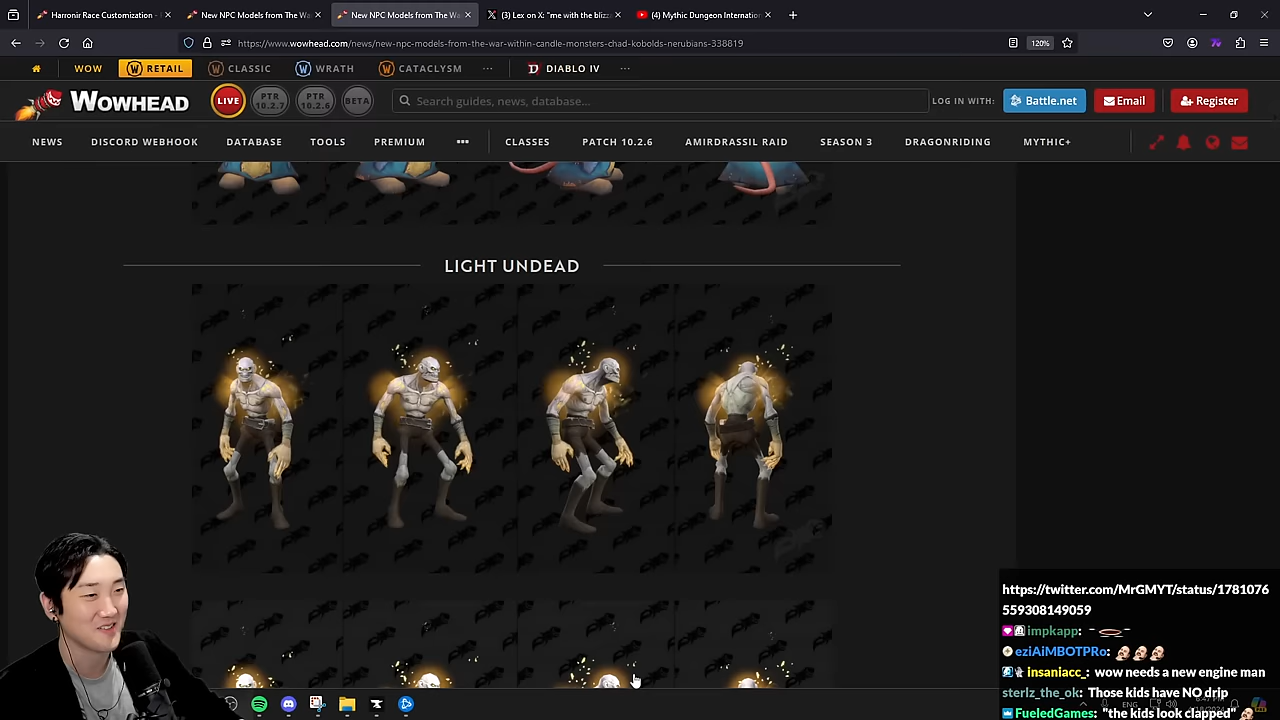 Harronir Race Customization -
New NPC Models from The Wa
New NPC Models from The Wa
(3) Lex on X: "me with the blizz
(4) Mythic Dungeon Internation
https://www.wowhead.com/news/new-npc-models-from-the-war-within-candle-monsters-chad-kobolds-nerubians-338819
120%
WOW
RETAIL
CLASSIC
WRATH
CATACLYSM
DIABLO IV
WOWHEAD
LIVE
PTR 10.2.7
PTR 10.2.6
BETA
Search guides, news, database...
LOG IN WITH:
Battle.net
Email
Register
NEWS
DISCORD WEBHOOK
DATABASE
TOOLS
PREMIUM
CLASSES
PATCH 10.2.6
AMIRDRASSIL RAID
SEASON 3
DRAGONRIDING
MYTHIC+
LIGHT UNDEAD
https://twitter.com/MrGMYT/status/1781076
559308149059
impkapp:
eziAiMBOTPRo:
insaniacc_: wow needs a new engine man
sterlz_the_ok: Those kids have NO drip
ENG
FueledGames: "the kids look clapped"